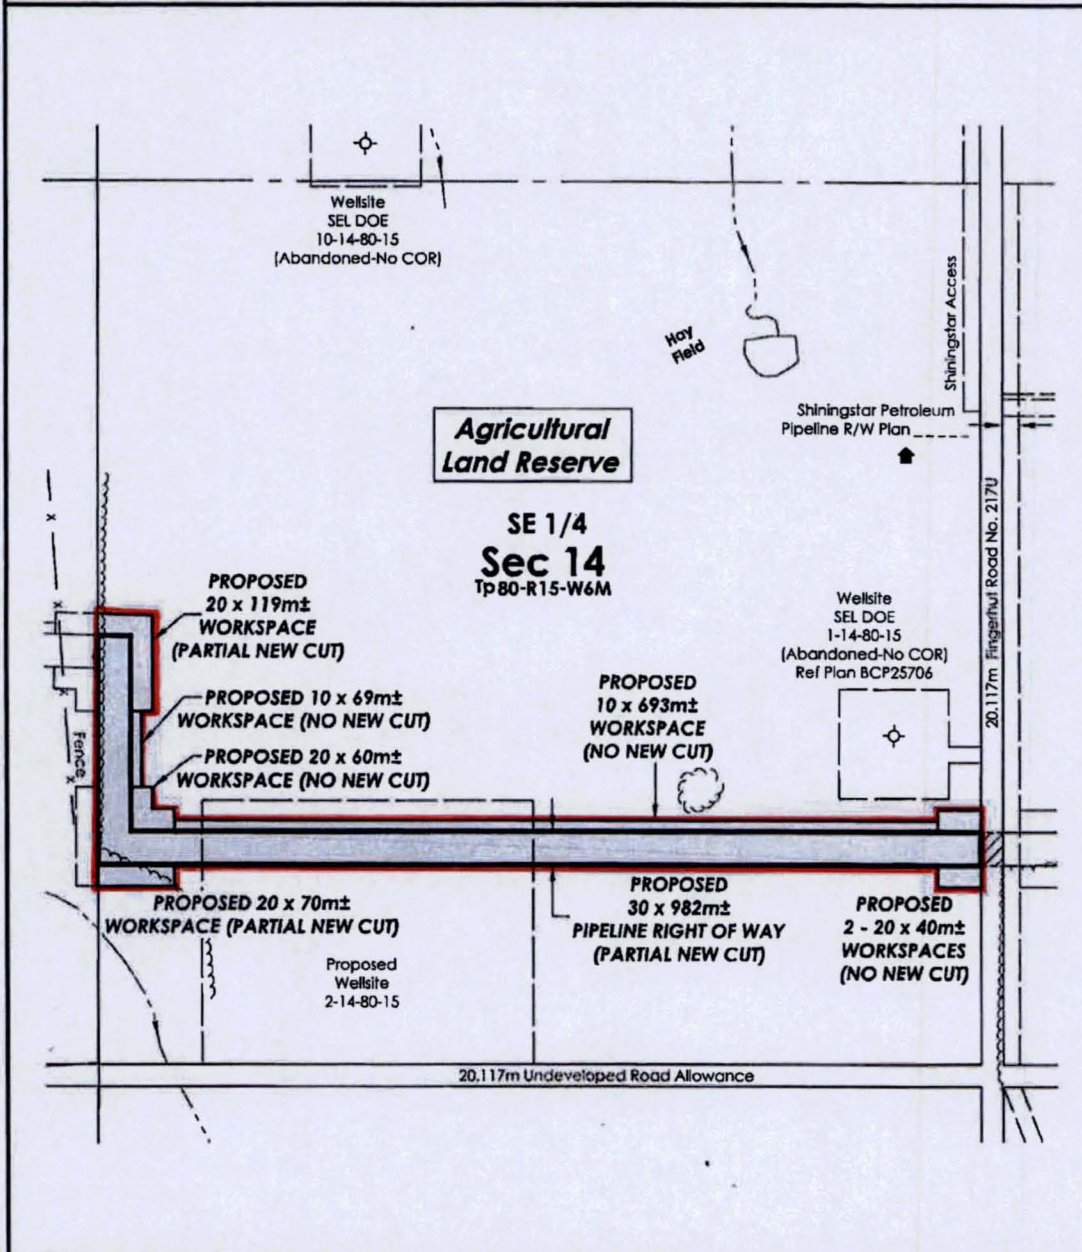 Wellsite
SEL DOE
10-14-80-15
(Abandoned-No COR)
Hay
Field
Shiningstar Access
Shiningstar Petroleum
Pipeline R/W Plan
Agricultural
Land Reserve
SE 1/4
Sec 14
Tp80-R15-W6M
20.117m Fingerhut Road No. 217U
PROPOSED
20 x 119m±
WORKSPACE
(PARTIAL NEW CUT)
Wellsite
SEL DOE
1-14-80-15
(Abandoned-No COR)
Ref Plan BCP25706
PROPOSED 10 x 69m±
WORKSPACE (NO NEW CUT)
PROPOSED
10 x 693m±
WORKSPACE
(NO NEW CUT)
x
x
x
x
Fence
PROPOSED 20 x 60m±
WORKSPACE (NO NEW CUT)
PROPOSED 20 x 70m±
WORKSPACE (PARTIAL NEW CUT)
PROPOSED
30 x 982m±
PIPELINE RIGHT OF WAY
(PARTIAL NEW CUT)
PROPOSED
2 - 20 x 40m±
WORKSPACES
(NO NEW CUT)
Proposed
Wellsite
2-14-80-15
20.117m Undeveloped Road Allowance